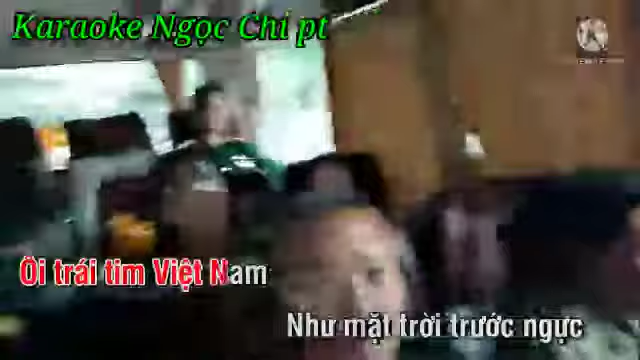 Karaoke Ngọc Chi pt
Ôi trái tim Việt Nam
Như mặt trời trước ngực